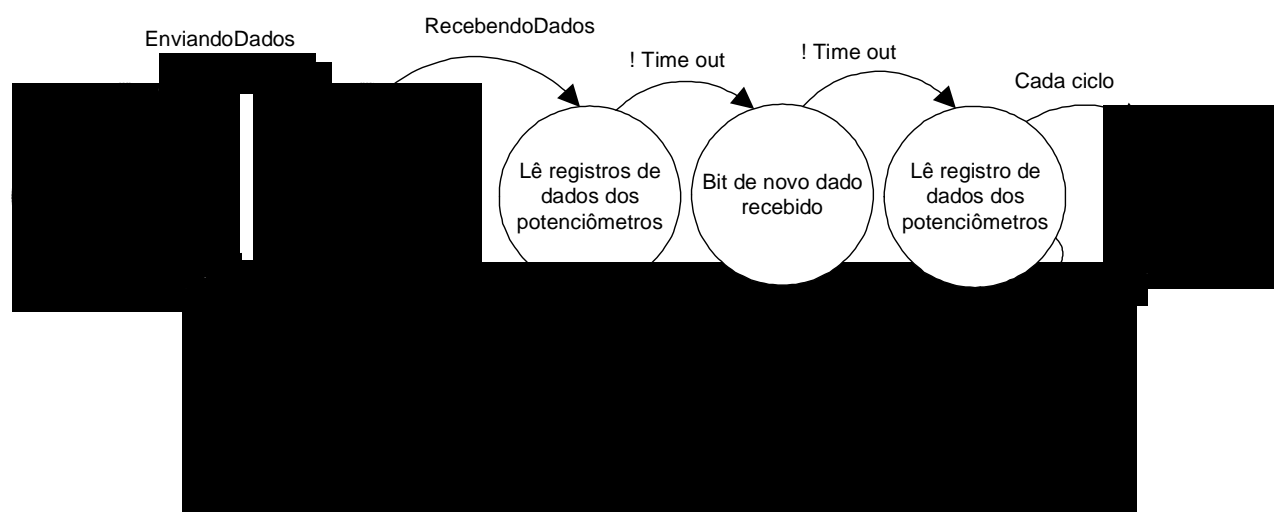 EnviandoDados
RecebendoDados
! Time out
! Time out
Cada ciclo
Lê registros de
dados dos
potenciômetros
Bit de novo dado
recebido
Lê registro de
dados dos
potenciômetros